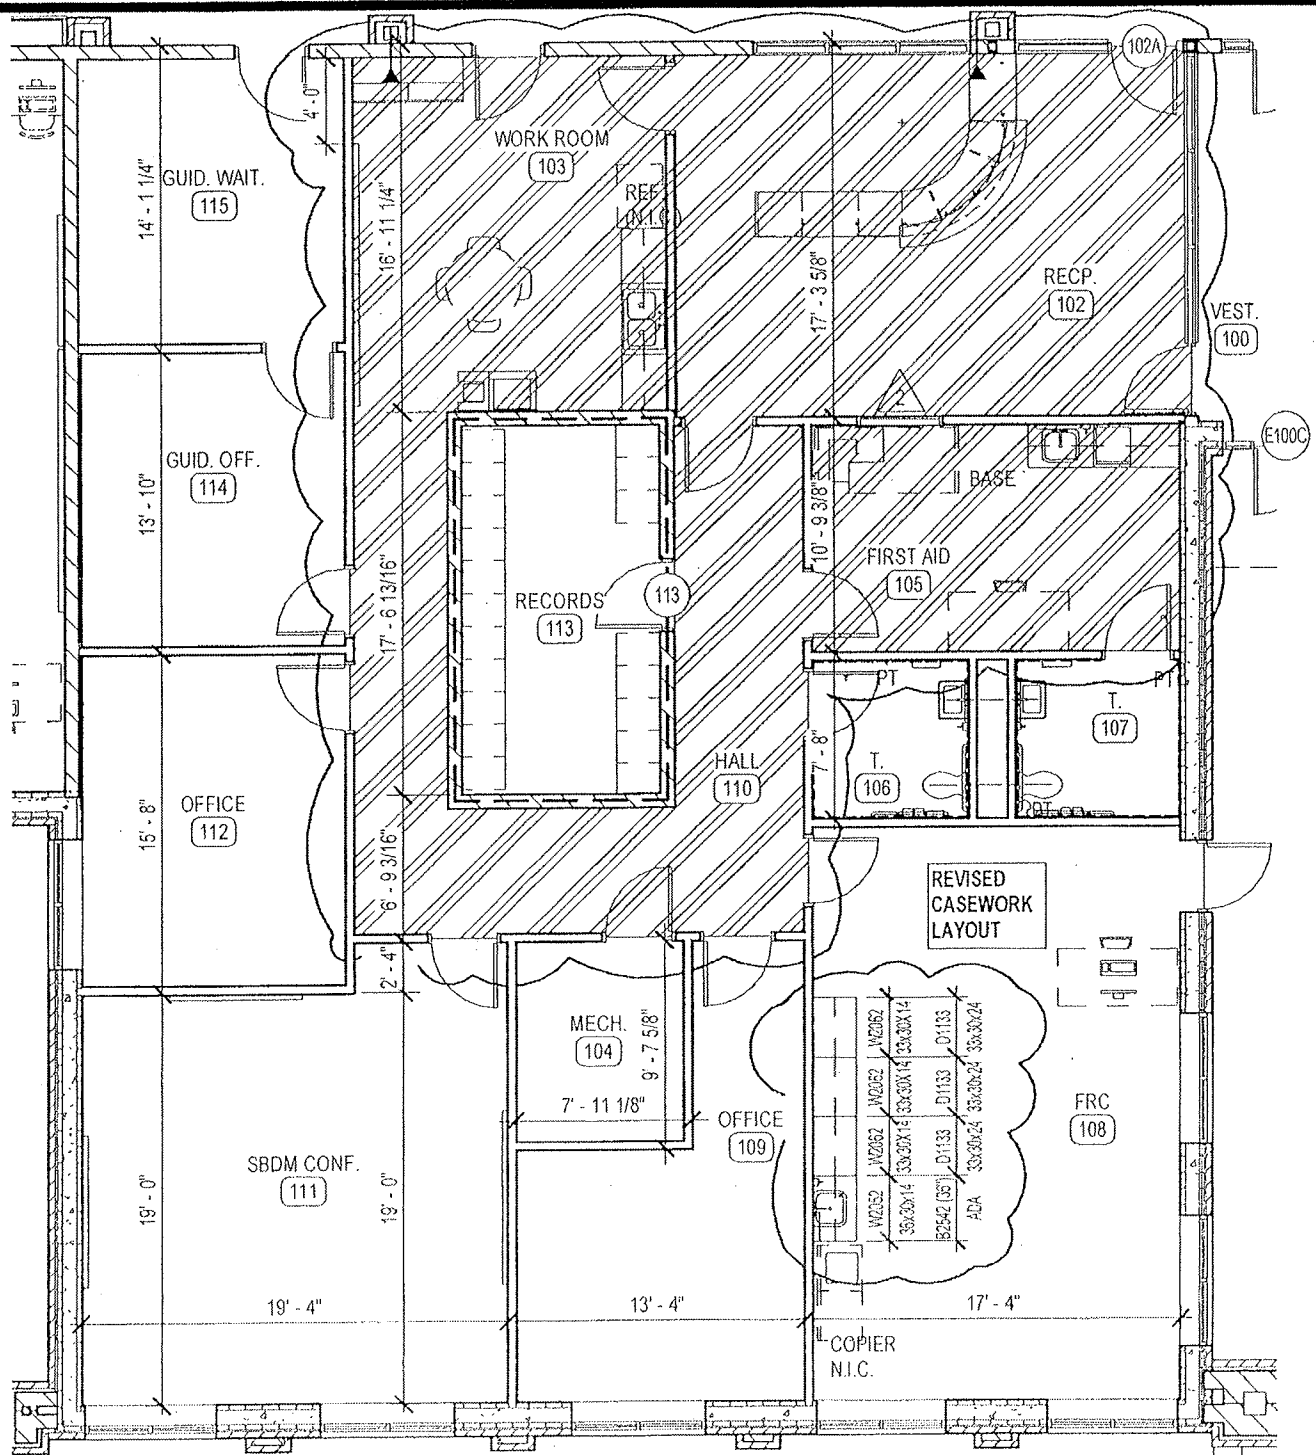 102A
4' - 0"
WORK ROOM
103
GUID. WAIT.
115
14' - 1 1/4"
16' - 11 1/4"
REF.
(N.I.C.)
17' - 3 5/8"
RECP.
102
VEST.
100
2
E100C
GUID. OFF.
114
13' - 10"
BASE
10' - 9 3/8"
FIRST AID
105
17' - 6 13/16"
RECORDS
113
113
PT
PT
T.
107
HALL
110
7' - 8"
T.
106
OFFICE
112
15' - 8"
6' - 9 3/16"
REVISED
CASEWORK
LAYOUT
2' - 4"
MECH.
104
9' - 7 5/8"
7' - 11 1/8"
OFFICE
109
W2062
33x30X14
D1133
33x30x24
W2062
33x30X14
D1133
33x30x24
W2062
33x30X14
D1133
33x30x24
W2052
36x30x14
B2542 (36")
ADA
FRC
108
SBDM CONF.
111
19' - 0"
19' - 0"
19' - 4"
13' - 4"
17' - 4"
COPIER
N.I.C.